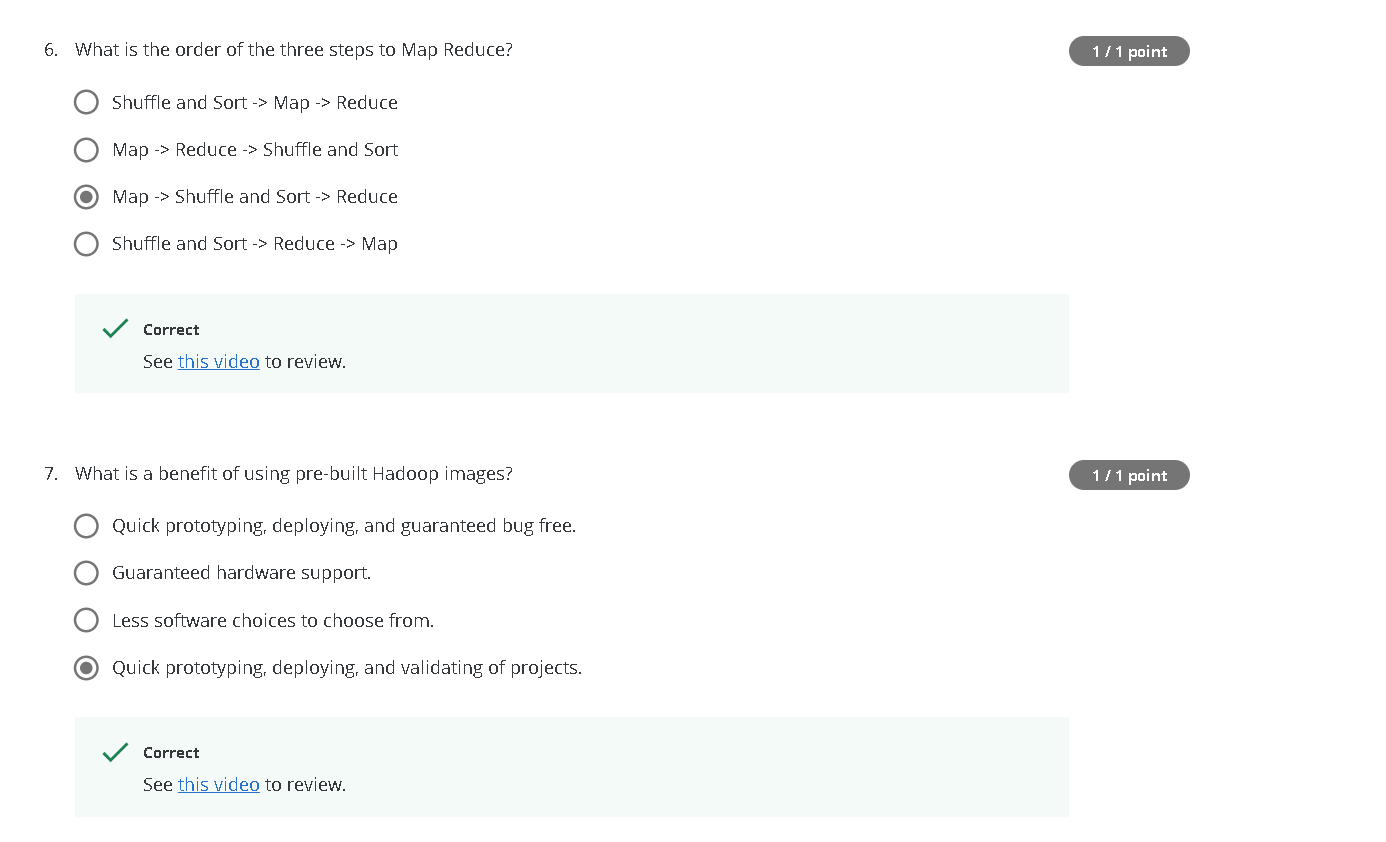 6. What is the order of the three steps to Map Reduce?
1 / 1 point
Shuffle and Sort -> Map -> Reduce
Map -> Reduce -> Shuffle and Sort
Map -> Shuffle and Sort -> Reduce
Shuffle and Sort -> Reduce -> Map
Correct
See this video to review.
7. What is a benefit of using pre-built Hadoop images?
1 / 1 point
Quick prototyping, deploying, and guaranteed bug free.
Guaranteed hardware support.
Less software choices to choose from.
Quick prototyping, deploying, and validating of projects.
Correct
See this video to review.